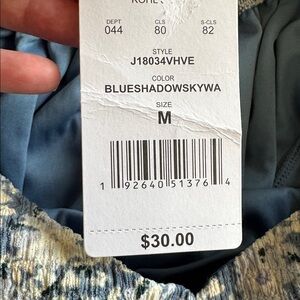 DEPT CLS S-CLS
044 80 82
STYLE
J18034VHVE
COLOR
BLUESHADOWSKYWA
SIZE
M
1 92640 51376 4
$30.00